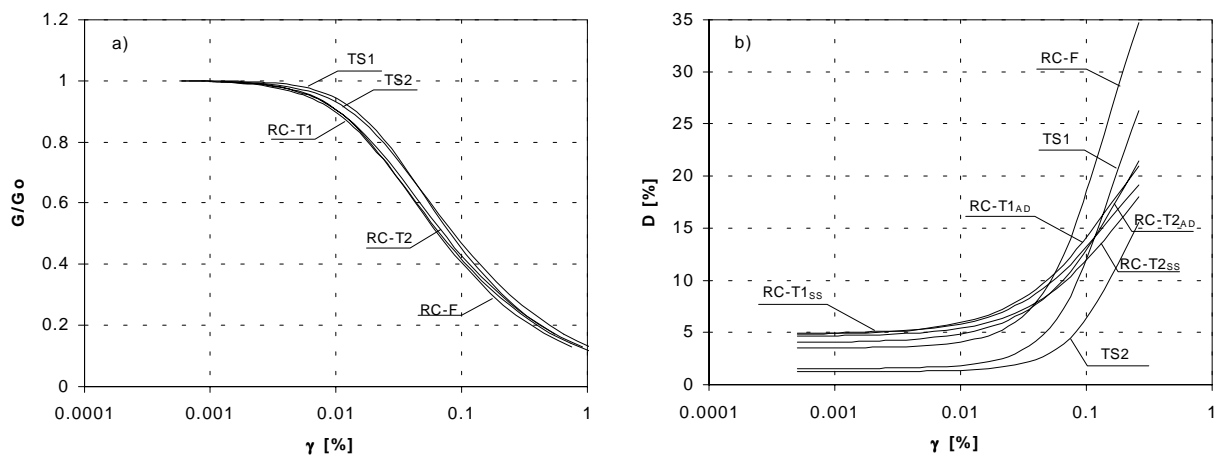 a)
1.2
1
0.8
0.6
0.4
0.2
0
G/Go
TS1
TS2
RC-T1
RC-T2
RC-F
0.0001 0.001 0.01 0.1 1
γ [%]
b)
35
30
25
20
15
10
5
0
D [%]
RC-F
TS1
RC-T1AD
RC-T2AD
RC-T2SS
RC-T1SS
TS2
0.0001 0.001 0.01 0.1 1
γ [%]